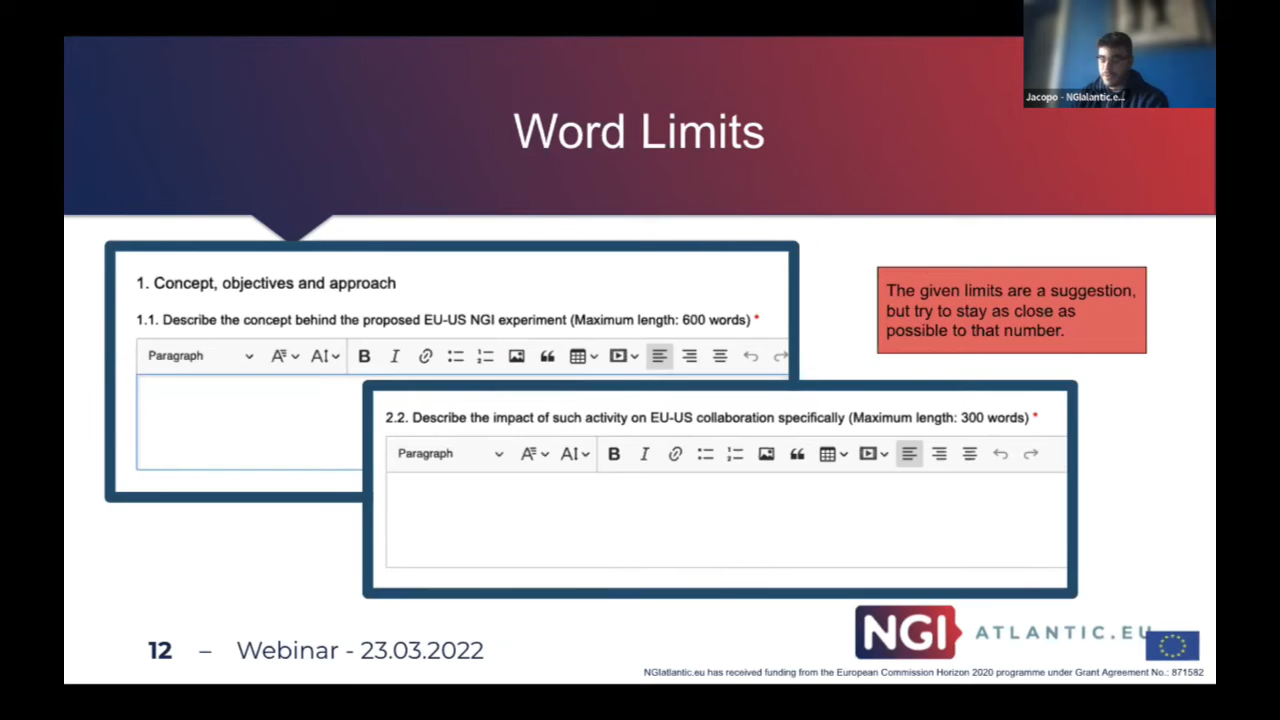 Jacopo - NGIalantic.e...
Word Limits
1. Concept, objectives and approach
1.1. Describe the concept behind the proposed EU-US NGI experiment (Maximum length: 600 words) *
Paragraph
The given limits are a suggestion,
but try to stay as close as
possible to that number.
2.2. Describe the impact of such activity on EU-US collaboration specifically (Maximum length: 300 words) *
Paragraph
12 – Webinar - 23.03.2022
NGI ATLANTIC.EU
NGIatlantic.eu has received funding from the European Commission Horizon 2020 programme under Grant Agreement No.: 871582